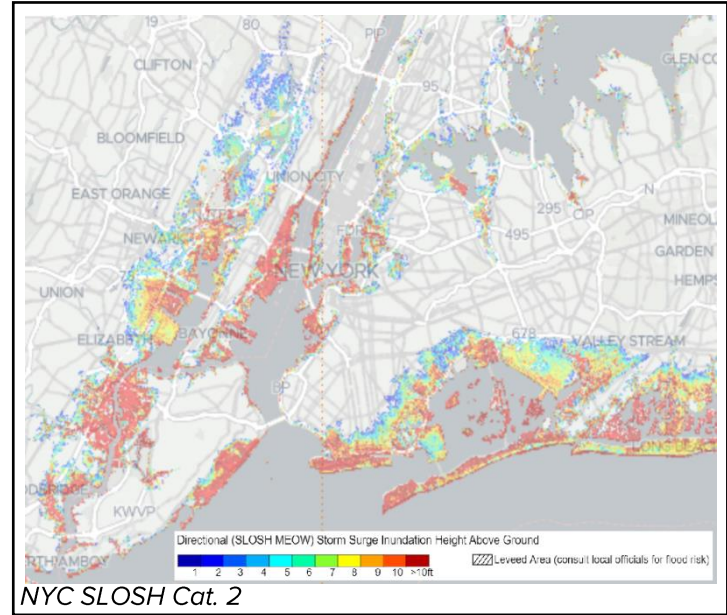 19
80
PIP
CLIFTON
GLEN CO
95
BLOOMFIELD
UNION CITY
EAST ORANGE
N
295
OP
MINEOL
NEWARK
FDR
495
GARDEN
NEW YORK
78
HEMPS
UNION
678
VALLEY STREAM
ELIZABETH
BAYONNE
BP
KWVP
RTH AMBOY
Directional (SLOSH MEOW) Storm Surge Inundation Height Above Ground
1 2 3 4 5 6 7 8 9 10 >10ft
Leveed Area (consult local officials for flood risk)
NYC SLOSH Cat. 2